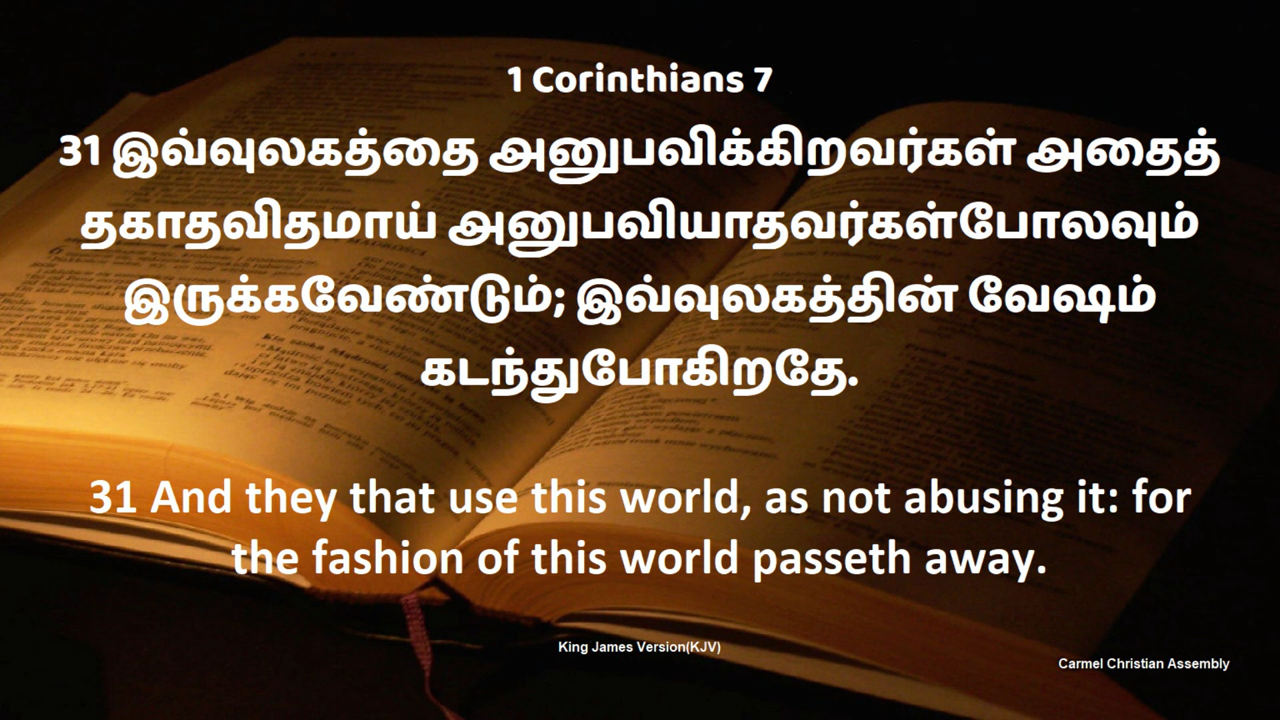 1 Corinthians 7
31 இவ்வுலகத்தை அனுபவிக்கிறவர்கள் அதைத்
தகாதவிதமாய் அனுபவியாதவர்கள்போலவும்
இருக்கவேண்டும்; இவ்வுலகத்தின் வேஷம்
கடந்துபோகிறதே.
31 And they that use this world, as not abusing it: for
the fashion of this world passeth away.
King James Version(KJV)
Carmel Christian Assembly